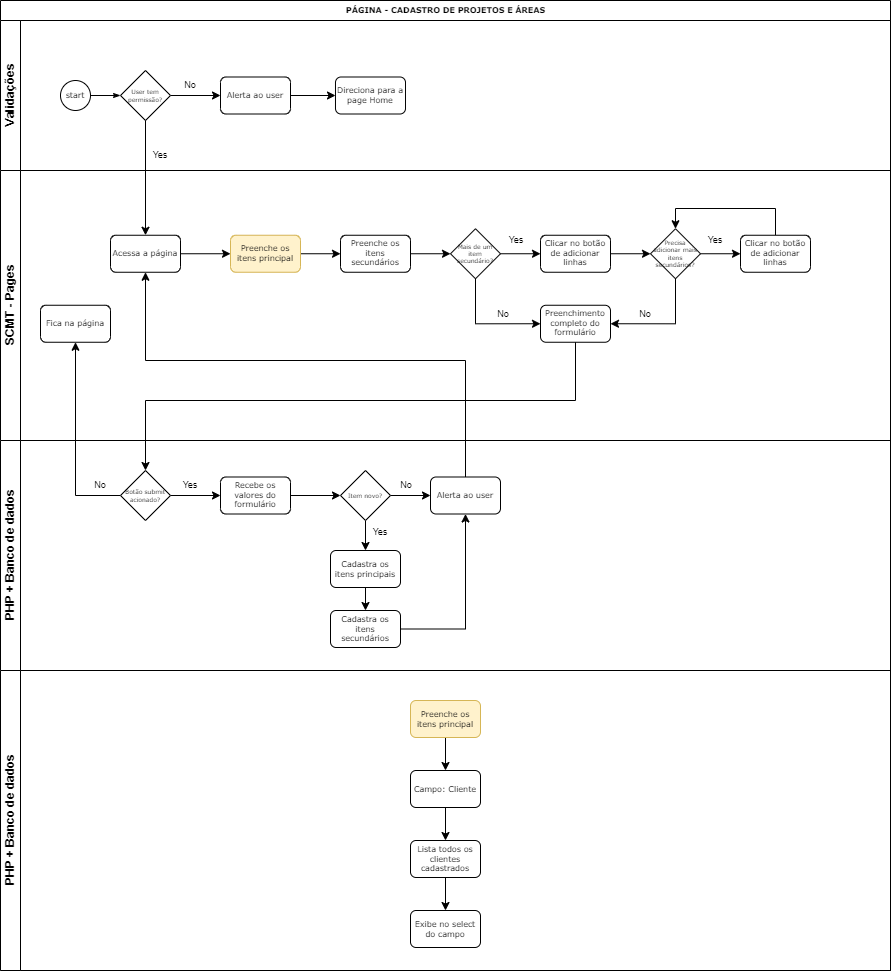 PÁGINA - CADASTRO DE PROJETOS E ÁREAS
Validações
start
User tem
permissão?
No
Alerta ao user
Direciona para a
page Home
Yes
SCMT - Pages
Acessa a página
Preenche os
itens principal
Preenche os
itens
secundários
Mais de um
item
secundário?
Yes
Clicar no botão
de adicionar
linhas
Precisa
adicionar mais
itens
secundários?
Yes
Clicar no botão
de adicionar
linhas
Fica na página
No
Preenchimento
completo do
formulário
No
PHP + Banco de dados
No
Botão submit
acionado?
Yes
Recebe os
valores do
formulário
Item novo?
No
Alerta ao user
Yes
Cadastra os
itens principais
Cadastra os
itens
secundários
PHP + Banco de dados
Preenche os
itens principal
Campo: Cliente
Lista todos os
clientes
cadastrados
Exibe no select
do campo